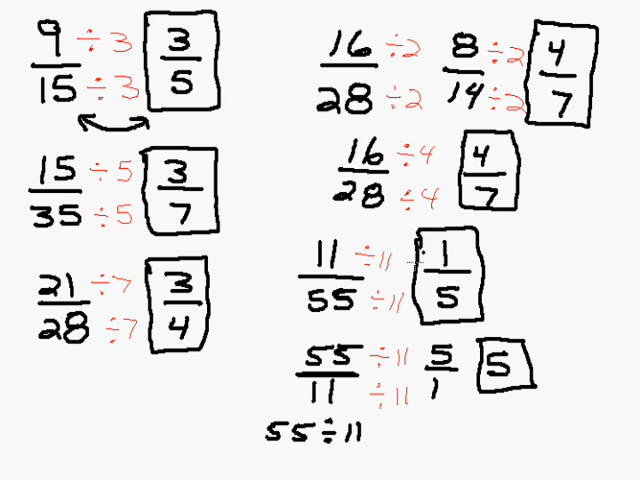 9/15 ÷3/÷3 3/5
15/35 ÷5/÷5 3/7
21/28 ÷7/÷7 3/4
16/28 ÷2/÷2 8/14 ÷2/÷2 4/7
16/28 ÷4/÷4 4/7
11/55 ÷11/÷11 1/5
55/11 ÷11/÷11 5/1 5
55÷11